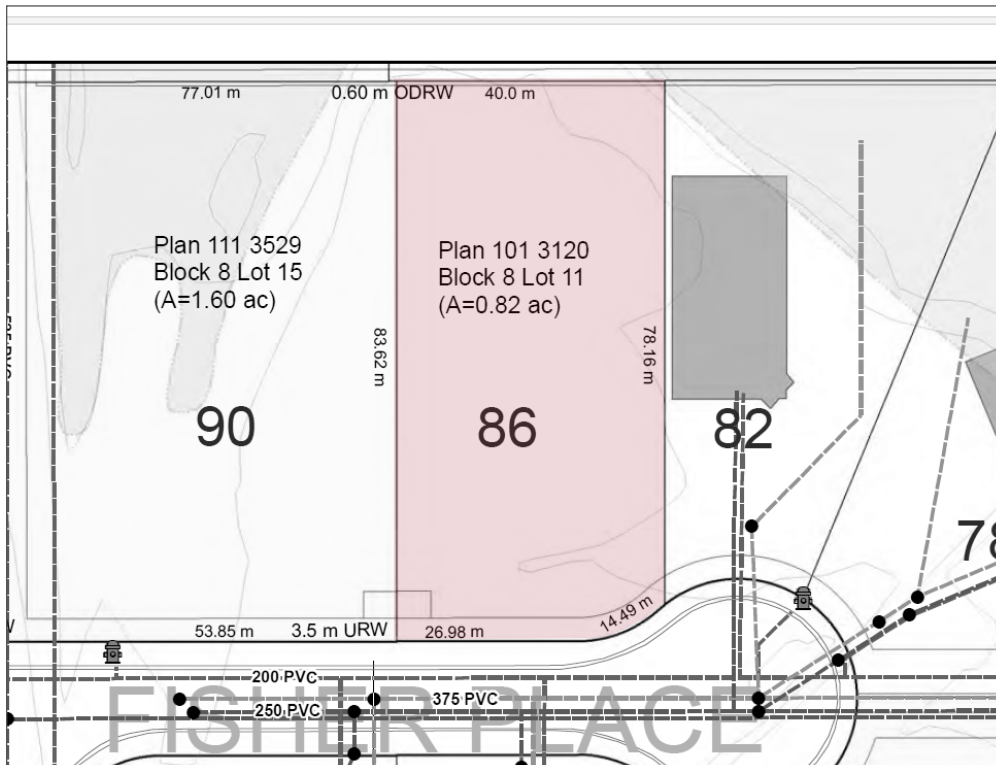 77.01 m
0.60 m ODRW
40.0 m
Plan 111 3529
Block 8 Lot 15
(A=1.60 ac)
Plan 101 3120
Block 8 Lot 11
(A=0.82 ac)
83.62 m
78.16 m
90
86
82
78
14.49 m
53.85 m
3.5 m URW
26.98 m
200 PVC
375 PVC
250 PVC
FISHER PLACE